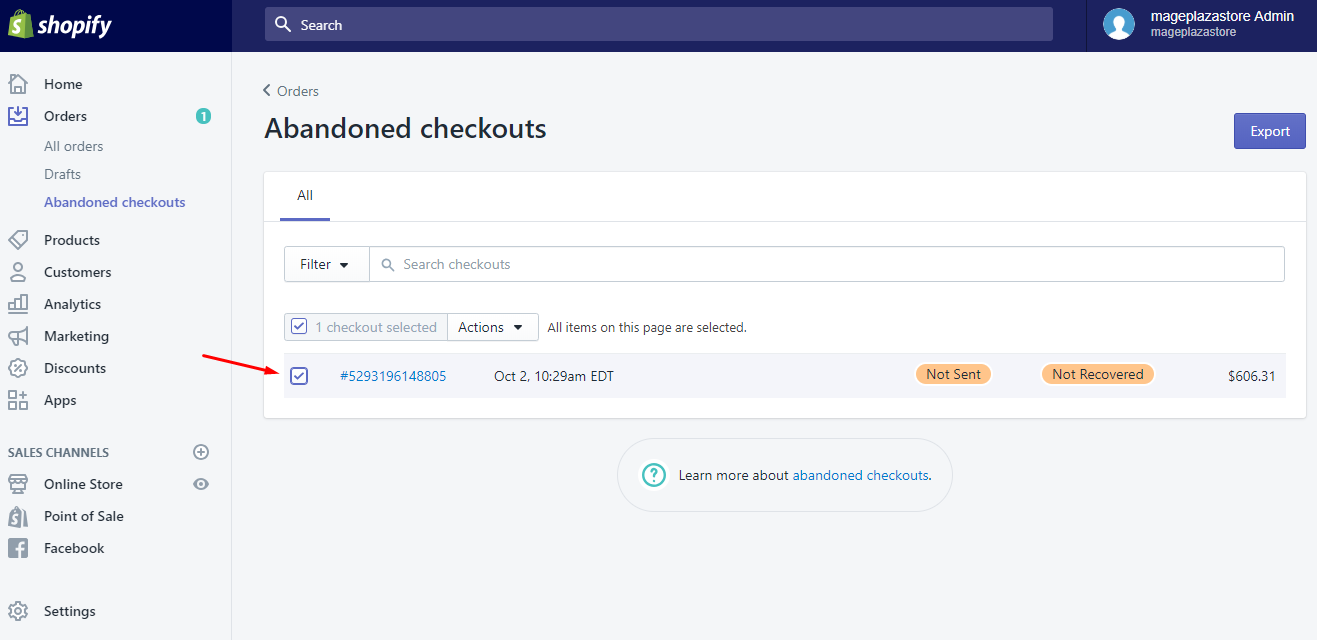 shopify
Search
mageplazastore Admin
mageplazastore
Home
Orders
1
All orders
Drafts
Abandoned checkouts
Products
Customers
Analytics
Marketing
Discounts
Apps
SALES CHANNELS
Online Store
Point of Sale
Facebook
Settings
Orders
Abandoned checkouts
Export
All
Filter
Search checkouts
1 checkout selected
Actions
All items on this page are selected.
#5293196148805 Oct 2, 10:29am EDT Not Sent Not Recovered $606.31
Learn more about abandoned checkouts.